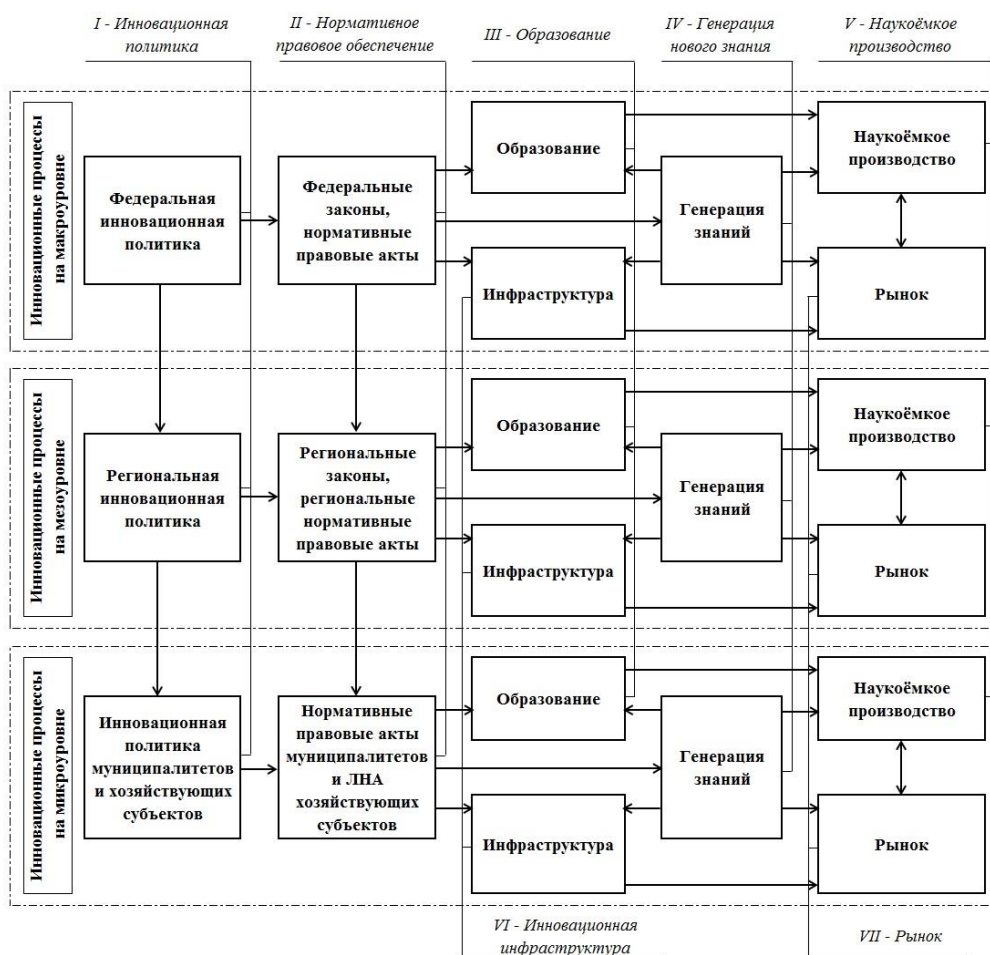 I - Инновационная
политика
II - Нормативное
правовое обеспечение
III - Образование
IV - Генерация
нового знания
V - Наукоёмкое
производство
Инновационные процессы
на макроуровне
Федеральная
инновационная
политика
Федеральные
законы,
нормативные
правовые акты
Образование
Инфраструктура
Генерация
знаний
Наукоёмкое
производство
Рынок
Инновационные процессы
на мезоуровне
Региональная
инновационная
политика
Региональные
законы,
региональные
нормативные
правовые акты
Образование
Инфраструктура
Генерация
знаний
Наукоёмкое
производство
Рынок
Инновационные процессы
на микроуровне
Инновационная
политика
муниципалитетов
и хозяйствующих
субъектов
Нормативные
правовые акты
муниципалитетов
и ЛНА
хозяйствующих
субъектов
Образование
Инфраструктура
Генерация
знаний
Наукоёмкое
производство
Рынок
VI - Инновационная
инфраструктура
VII - Рынок